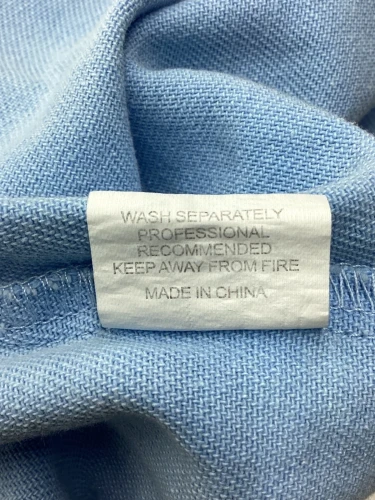 WASH SEPARATELY
PROFESSIONAL
RECOMMENDED
KEEP AWAY FROM FIRE
MADE IN CHINA